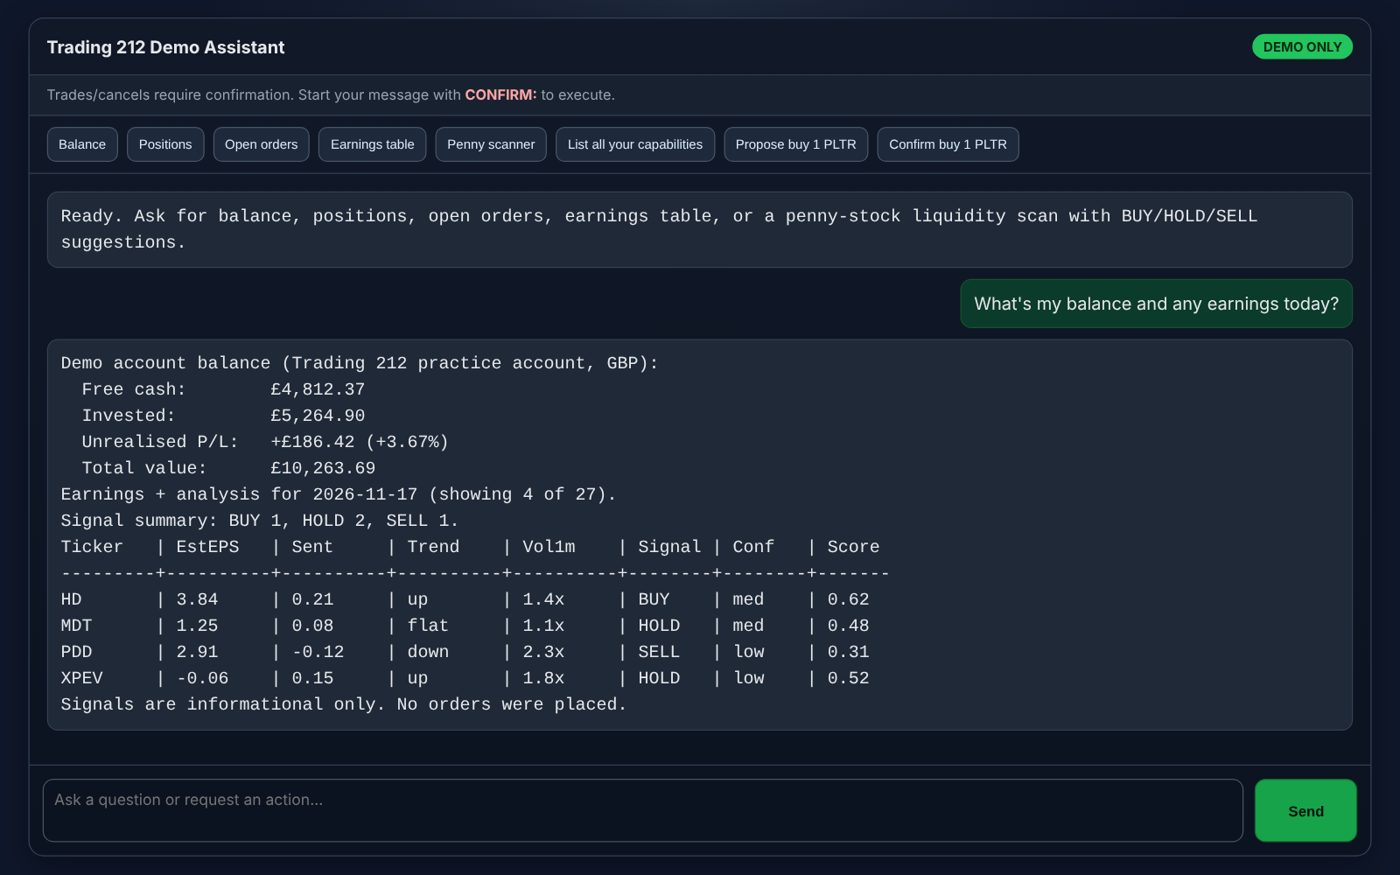 Trading 212 Demo Assistant
DEMO ONLY
Trades/cancels require confirmation. Start your message with CONFIRM: to execute.
Balance
Positions
Open orders
Earnings table
Penny scanner
List all your capabilities
Propose buy 1 PLTR
Confirm buy 1 PLTR
Ready. Ask for balance, positions, open orders, earnings table, or a penny-stock liquidity scan with BUY/HOLD/SELL
suggestions.
What's my balance and any earnings today?
Demo account balance (Trading 212 practice account, GBP):
  Free cash:        £4,812.37
  Invested:         £5,264.90
  Unrealised P/L:   +£186.42 (+3.67%)
  Total value:      £10,263.69
Earnings + analysis for 2026-11-17 (showing 4 of 27).
Signal summary: BUY 1, HOLD 2, SELL 1.
Ticker   | EstEPS   | Sent     | Trend    | Vol1m    | Signal | Conf   | Score
---------+----------+----------+----------+----------+--------+--------+-------
HD       | 3.84     | 0.21     | up       | 1.4x     | BUY    | med    | 0.62
MDT      | 1.25     | 0.08     | flat     | 1.1x     | HOLD   | med    | 0.48
PDD      | 2.91     | -0.12    | down     | 2.3x     | SELL   | low    | 0.31
XPEV     | -0.06    | 0.15     | up       | 1.8x     | HOLD   | low    | 0.52
Signals are informational only. No orders were placed.
Ask a question or request an action...
Send